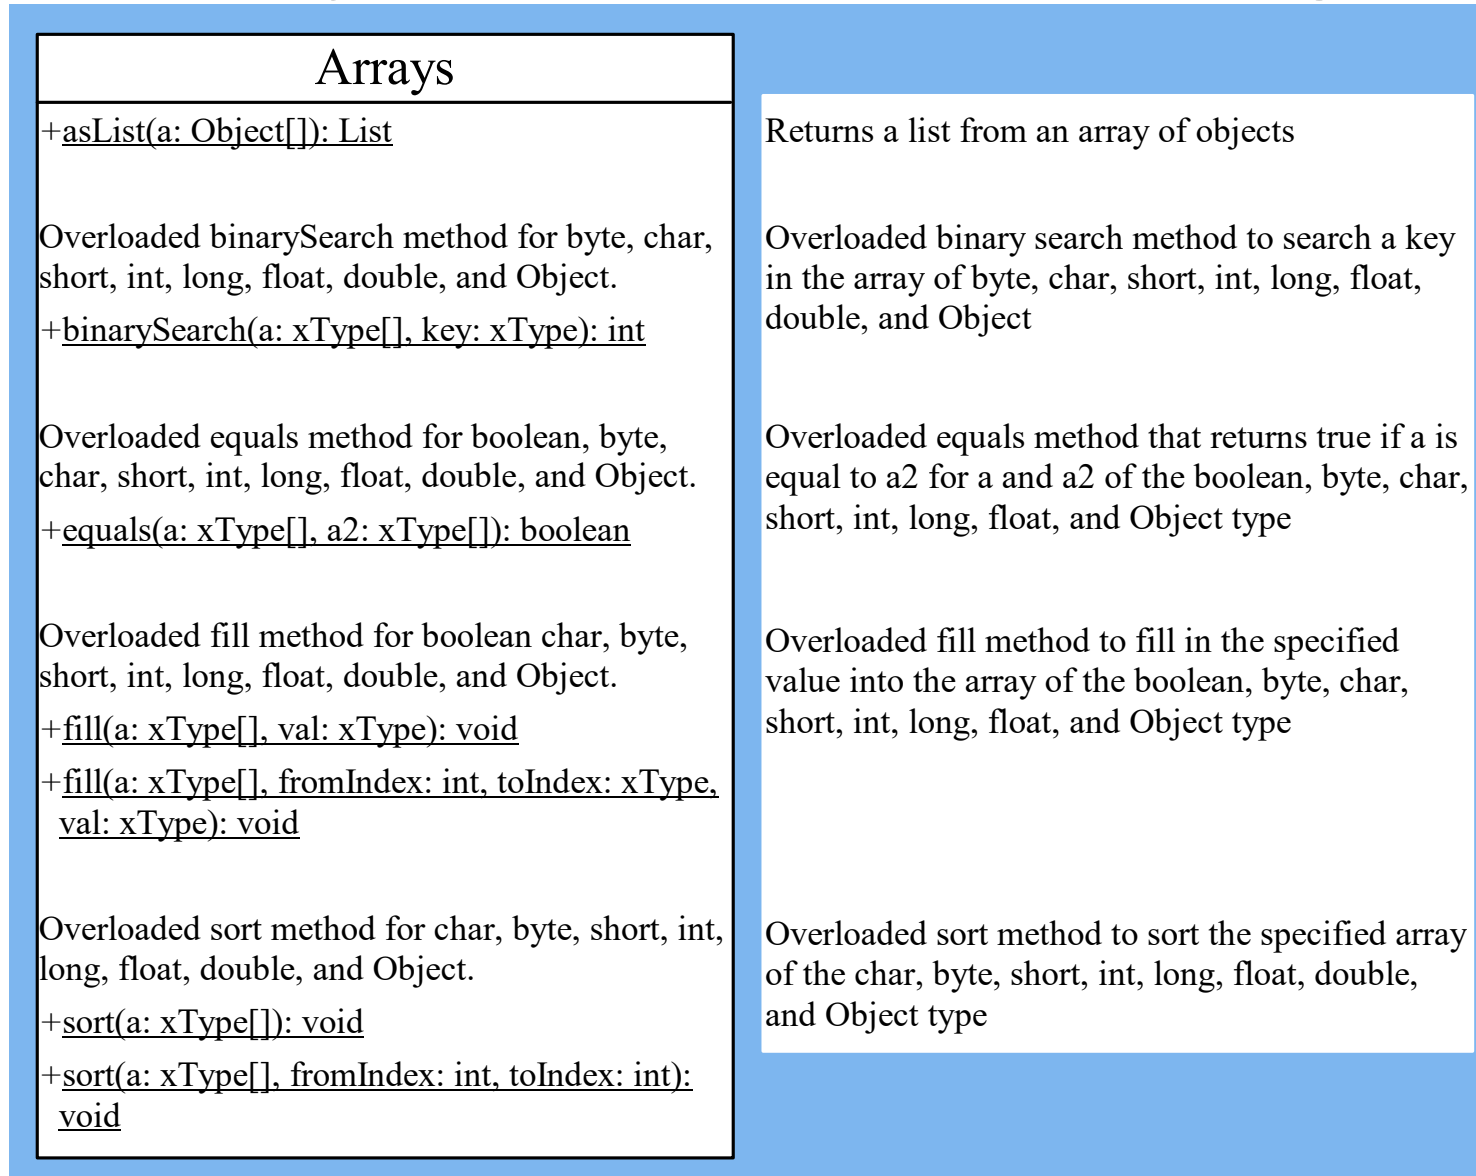 Arrays
+asList(a: Object[]): List
Overloaded binarySearch method for byte, char,
short, int, long, float, double, and Object.
+binarySearch(a: xType[], key: xType): int
Overloaded equals method for boolean, byte,
char, short, int, long, float, double, and Object.
+equals(a: xType[], a2: xType[]): boolean
Overloaded fill method for boolean char, byte,
short, int, long, float, double, and Object.
+fill(a: xType[], val: xType): void
+fill(a: xType[], fromIndex: int, toIndex: xType,
val: xType): void
Overloaded sort method for char, byte, short, int,
long, float, double, and Object.
+sort(a: xType[]): void
+sort(a: xType[], fromIndex: int, toIndex: int):
void
Returns a list from an array of objects
Overloaded binary search method to search a key
in the array of byte, char, short, int, long, float,
double, and Object
Overloaded equals method that returns true if a is
equal to a2 for a and a2 of the boolean, byte, char,
short, int, long, float, and Object type
Overloaded fill method to fill in the specified
value into the array of the boolean, byte, char,
short, int, long, float, and Object type
Overloaded sort method to sort the specified array
of the char, byte, short, int, long, float, double,
and Object type